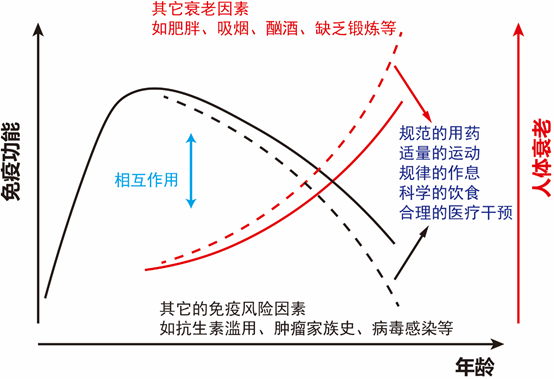 其它衰老因素
如肥胖、吸烟、酗酒、缺乏锻炼等
免疫功能
相互作用
规范的用药
适量的运动
规律的作息
科学的饮食
合理的医疗干预
人体衰老
其它的免疫风险因素
如抗生素滥用、肿瘤家族史、病毒感染等
年龄